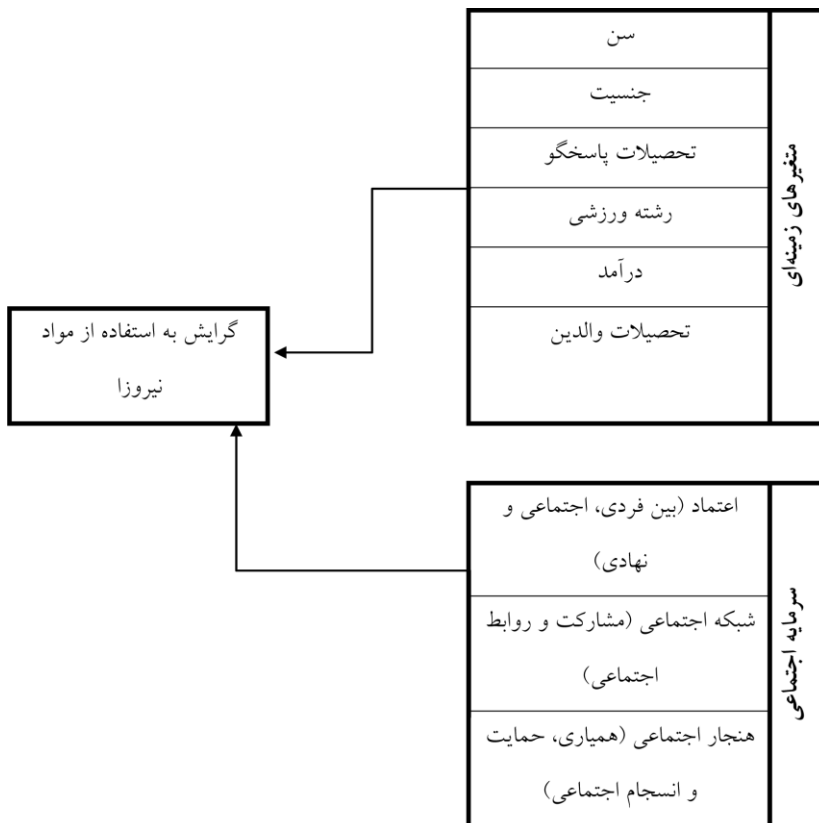 متغیرهای زمینه‌ای
سن
جنسیت
تحصیلات پاسخگو
رشته ورزشی
درآمد
تحصیلات والدین
گرایش به استفاده از مواد
نیروزا
سرمایه اجتماعی
اعتماد (بین فردی، اجتماعی و
نهادی)
شبکه اجتماعی (مشارکت و روابط
اجتماعی)
هنجار اجتماعی (همیاری، حمایت
و انسجام اجتماعی)